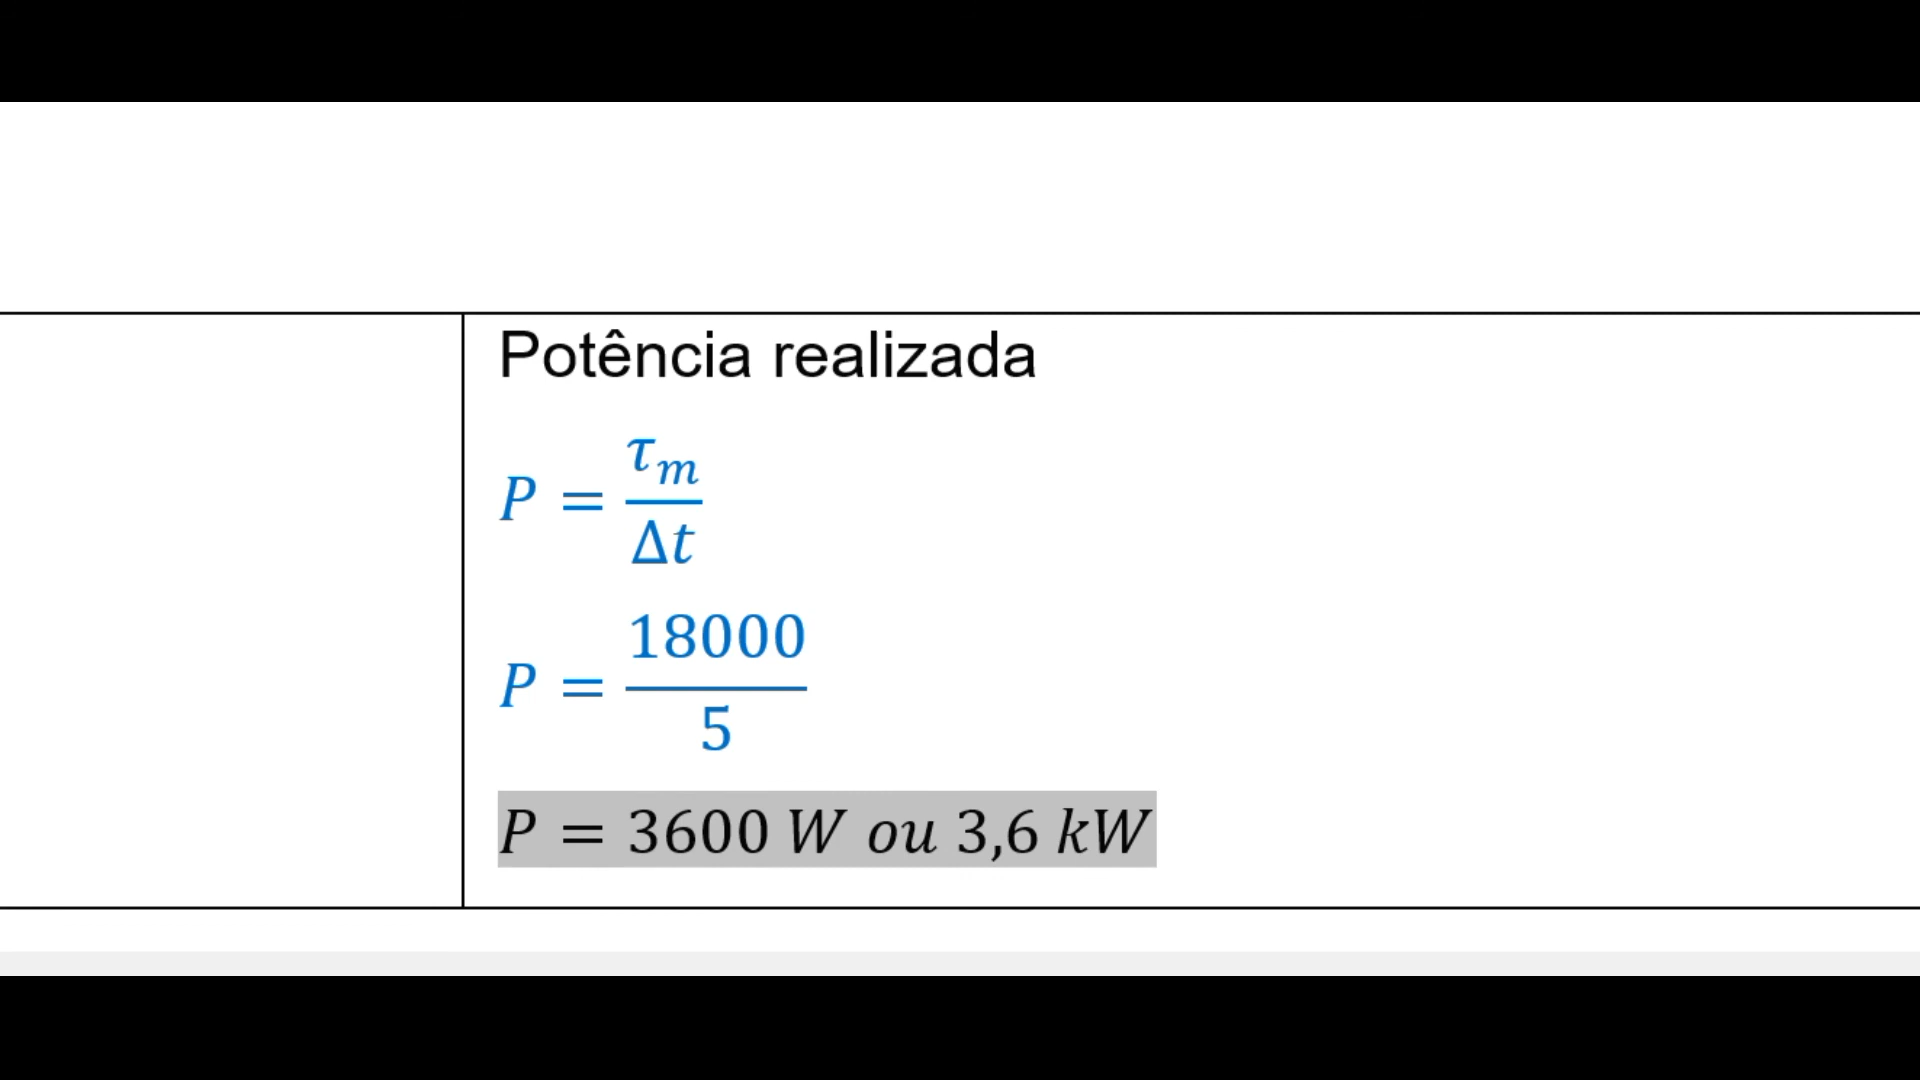 Potência realizada
P = τₘ / Δt
P = 18000 / 5
P = 3600 W ou 3,6 kW